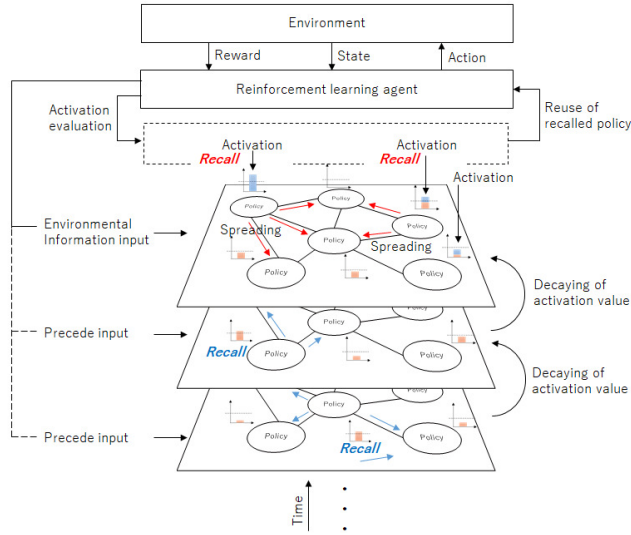 Environment
Reward
State
Action
Reinforcement learning agent
Activation
evaluation
Reuse of
recalled policy
Activation
Recall
Activation
Recall
Activation
Policy
Policy
Policy
Spreading
Policy
Spreading
Policy
Policy
Environmental
Information input
Decaying of
activation value
Precede input
Policy
Recall
Policy
Policy
Decaying of
activation value
Precede input
Policy
Policy
Policy
Recall
Time